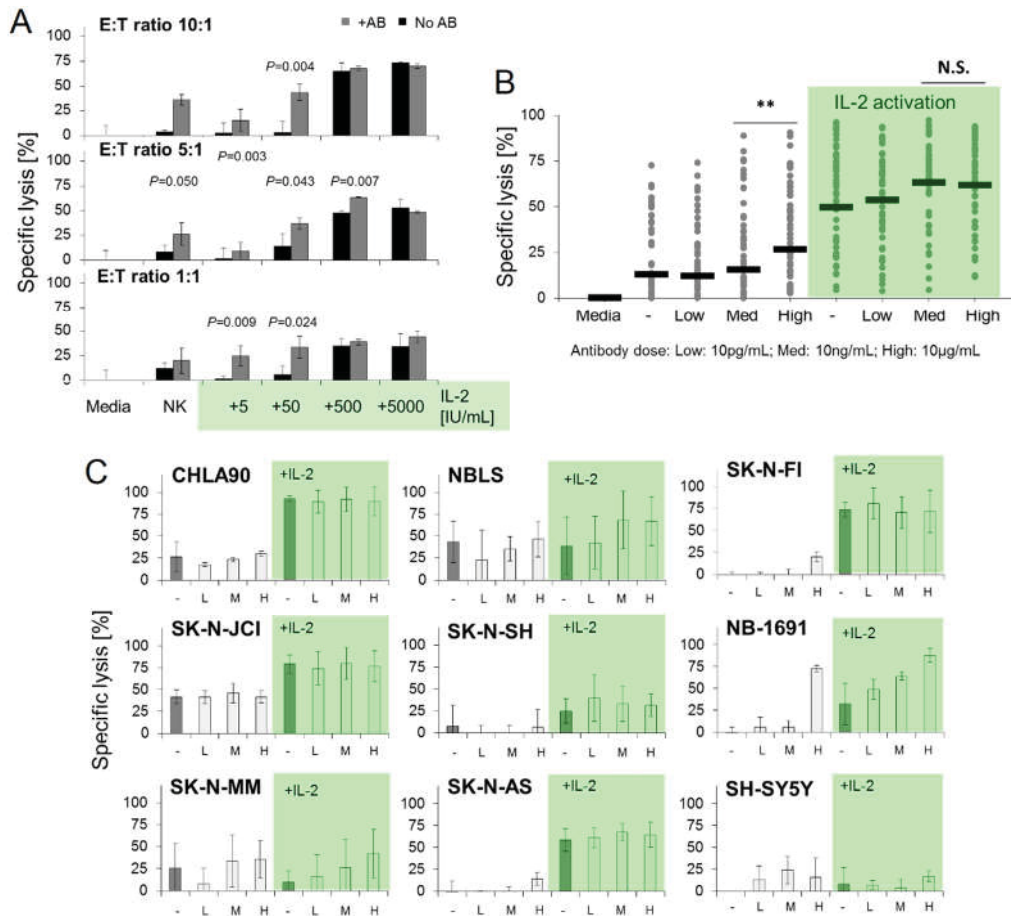 A
E:T ratio 10:1
+AB No AB
100
75
50
25
0
P=0.004
E:T ratio 5:1
100
75
50
25
0
P=0.050
P=0.003
P=0.043
P=0.007
E:T ratio 1:1
100
75
50
25
0
P=0.009
P=0.024
Specific lysis [%]
Media NK +5 +50 +500 +5000 IL-2
[IU/mL]
B
N.S.
**
IL-2 activation
Specific lysis [%]
100
75
50
25
0
Media - Low Med High - Low Med High
Antibody dose: Low: 10pg/mL; Med: 10ng/mL; High: 10µg/mL
C
Specific lysis [%]
CHLA90
+IL-2
100
75
50
25
0
- L M H - L M H
NBLS
+IL-2
100
75
50
25
0
- L M H - L M H
SK-N-FI
+IL-2
100
75
50
25
0
- L M H - L M H
SK-N-JCI
+IL-2
100
75
50
25
0
- L M H - L M H
SK-N-SH
+IL-2
100
75
50
25
0
- L M H - L M H
NB-1691
+IL-2
100
75
50
25
0
- L M H - L M H
SK-N-MM
+IL-2
100
75
50
25
0
- L M H - L M H
SK-N-AS
+IL-2
100
75
50
25
0
- L M H - L M H
SH-SY5Y
+IL-2
100
75
50
25
0
- L M H - L M H